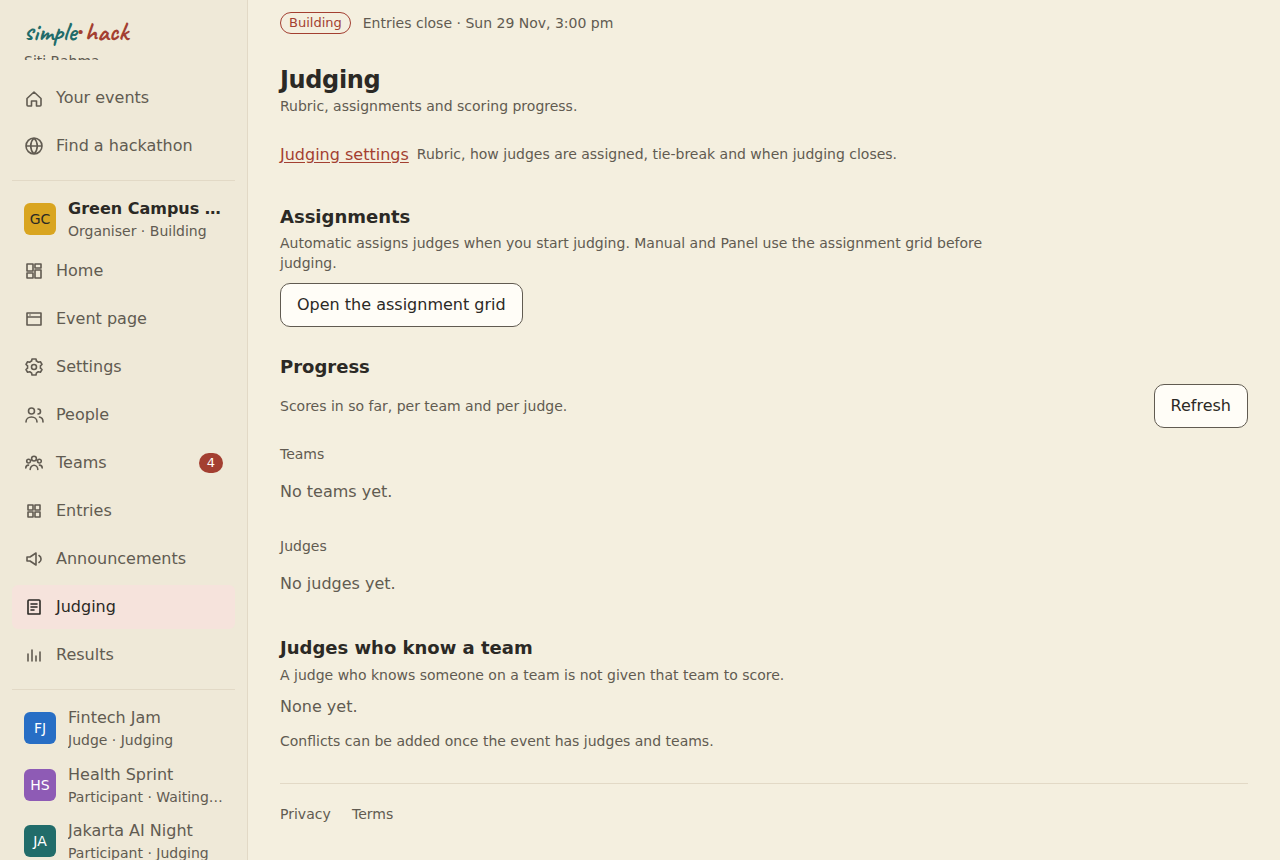 simple·hack
Siti Rahma
Your events
Find a hackathon
GC
Green Campus ...
Organiser · Building
Home
Event page
Settings
People
Teams
4
Entries
Announcements
Judging
Results
FJ
Fintech Jam
Judge · Judging
HS
Health Sprint
Participant · Waiting...
JA
Jakarta AI Night
Participant · Judging
Building
Entries close · Sun 29 Nov, 3:00 pm
Judging
Rubric, assignments and scoring progress.
Judging settings Rubric, how judges are assigned, tie-break and when judging closes.
Assignments
Automatic assigns judges when you start judging. Manual and Panel use the assignment grid before
judging.
Open the assignment grid
Progress
Scores in so far, per team and per judge.
Refresh
Teams
No teams yet.
Judges
No judges yet.
Judges who know a team
A judge who knows someone on a team is not given that team to score.
None yet.
Conflicts can be added once the event has judges and teams.
Privacy
Terms